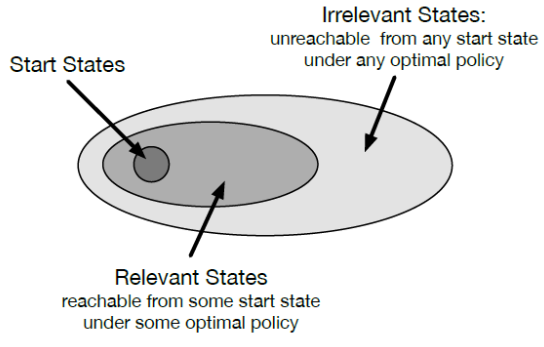 Irrelevant States:
unreachable from any start state
under any optimal policy
Start States
Relevant States
reachable from some start state
under some optimal policy